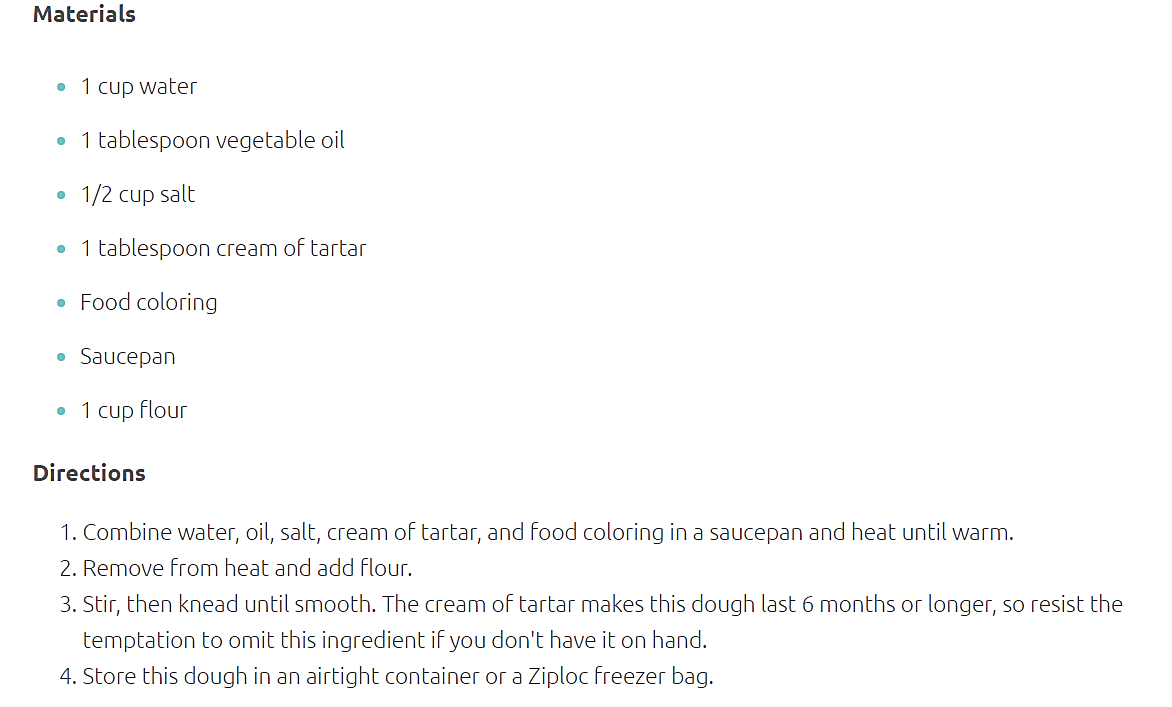 Materials
1 cup water
1 tablespoon vegetable oil
1/2 cup salt
1 tablespoon cream of tartar
Food coloring
Saucepan
1 cup flour
Directions
1. Combine water, oil, salt, cream of tartar, and food coloring in a saucepan and heat until warm.
2. Remove from heat and add flour.
3. Stir, then knead until smooth. The cream of tartar makes this dough last 6 months or longer, so resist the
temptation to omit this ingredient if you don't have it on hand.
4. Store this dough in an airtight container or a Ziploc freezer bag.